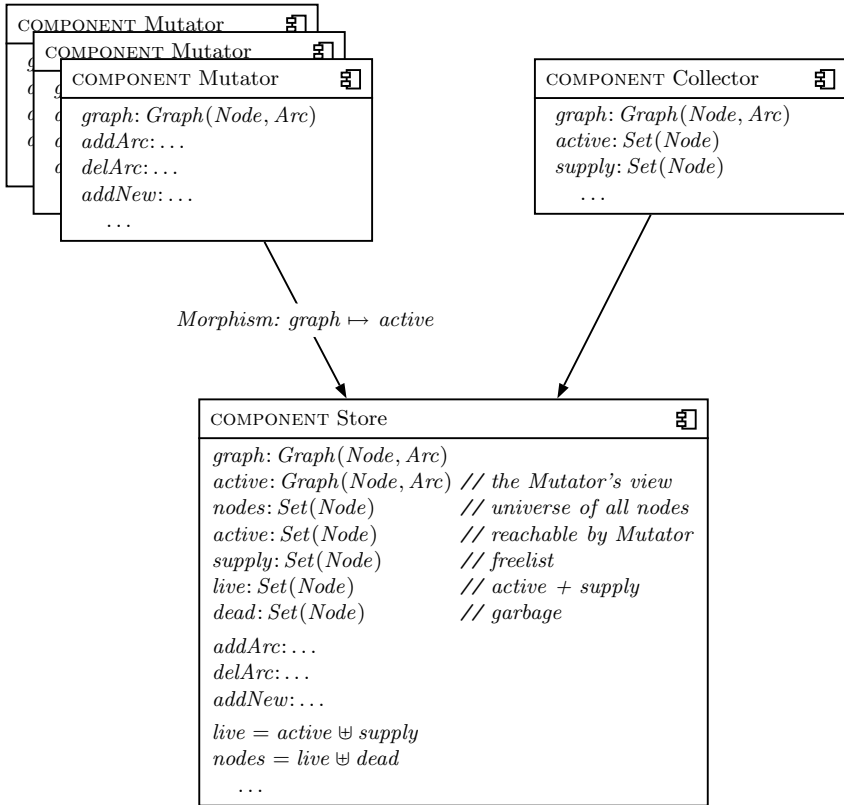 COMPONENT Mutator
COMPONENT Mutator
COMPONENT Mutator
graph: Graph(Node, Arc)
addArc: ...
delArc: ...
addNew: ...
...
COMPONENT Collector
graph: Graph(Node, Arc)
active: Set(Node)
supply: Set(Node)
...
Morphism: graph ↦ active
COMPONENT Store
graph: Graph(Node, Arc)
active: Graph(Node, Arc) // the Mutator's view
nodes: Set(Node) // universe of all nodes
active: Set(Node) // reachable by Mutator
supply: Set(Node) // freelist
live: Set(Node) // active + supply
dead: Set(Node) // garbage
addArc: ...
delArc: ...
addNew: ...
live = active ⊎ supply
nodes = live ⊎ dead
...